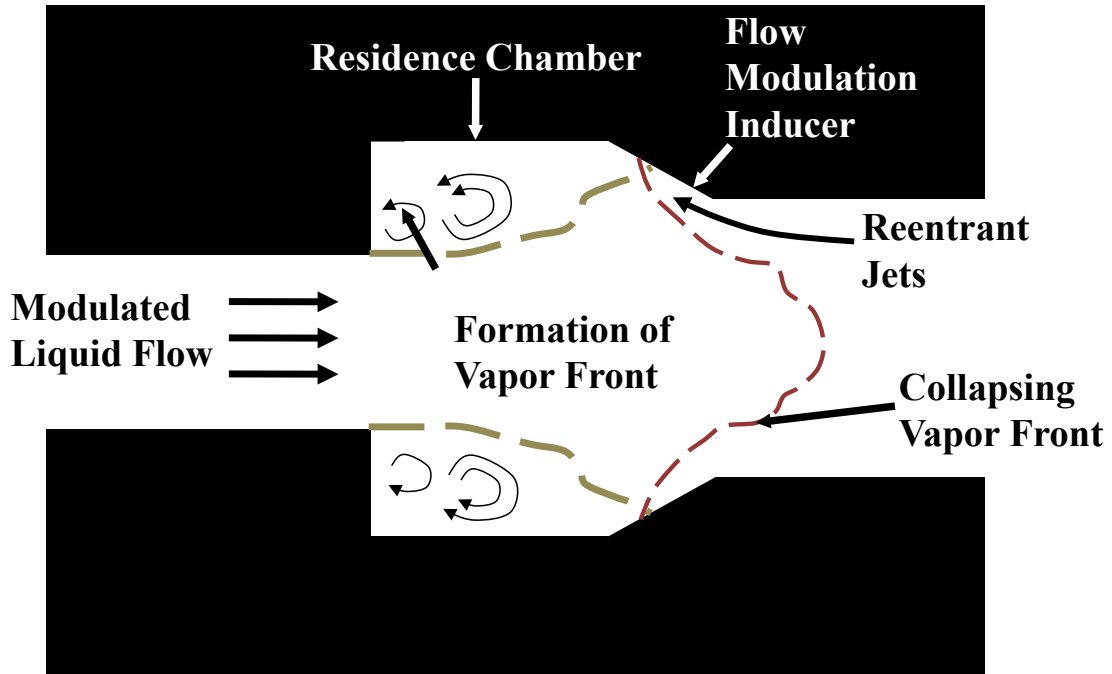 Residence Chamber
Flow
Modulation
Inducer
Reentrant
Jets
Modulated
Liquid Flow
Formation of
Vapor Front
Collapsing
Vapor Front